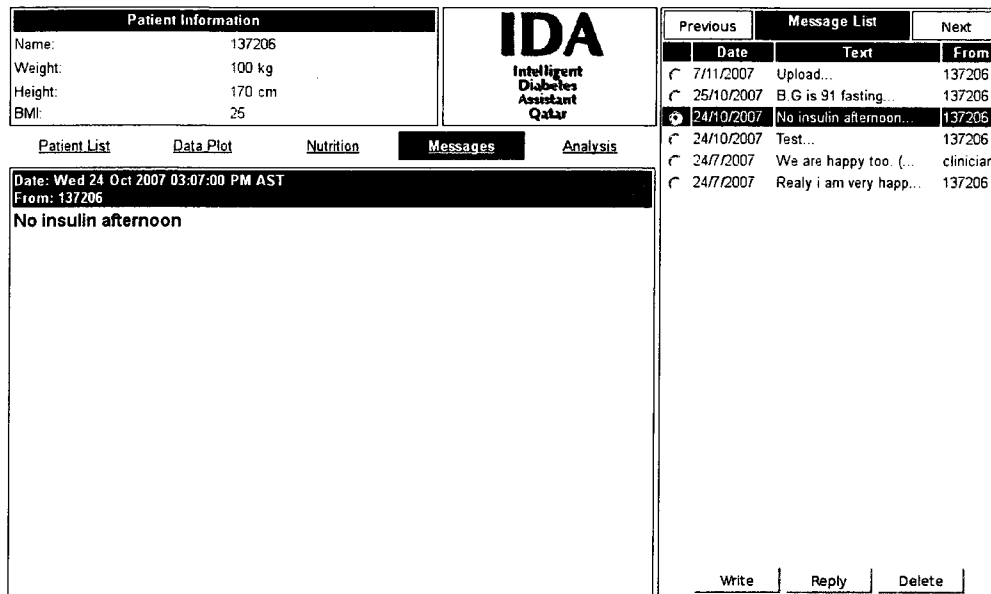 Patient Information
Name: 137206
Weight: 100 kg
Height: 170 cm
BMI: 25
IDA
Intelligent
Diabetes
Assistant
Qatar
Patient List Data Plot Nutrition Messages Analysis
Date: Wed 24 Oct 2007 03:07:00 PM AST
From: 137206
No insulin afternoon
Previous Message List Next
Date Text From
7/11/2007 Upload... 137206
25/10/2007 B.G is 91 fasting... 137206
24/10/2007 No insulin afternoon... 137206
24/10/2007 Test... 137206
24/7/2007 We are happy too. (... clinician
24/7/2007 Realy i am very happ... 137206
Write Reply Delete